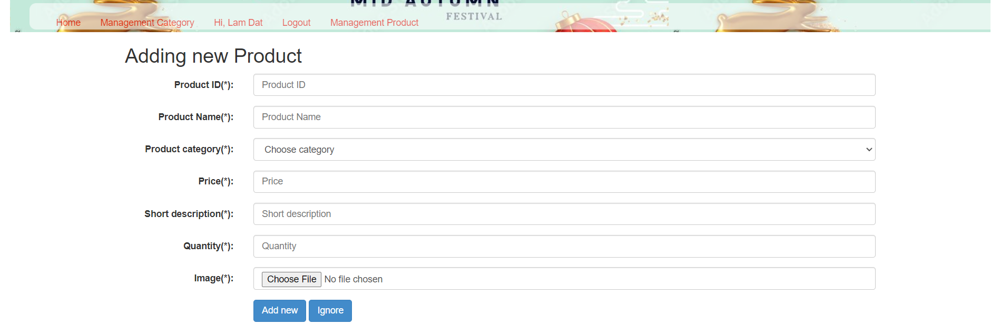 MID AUTUMN
FESTIVAL
Home Management Category Hi, Lam Dat Logout Management Product
Adding new Product
Product ID(*): Product ID
Product Name(*): Product Name
Product category(*): Choose category
Price(*): Price
Short description(*): Short description
Quantity(*): Quantity
Image(*): Choose File No file chosen
Add new Ignore